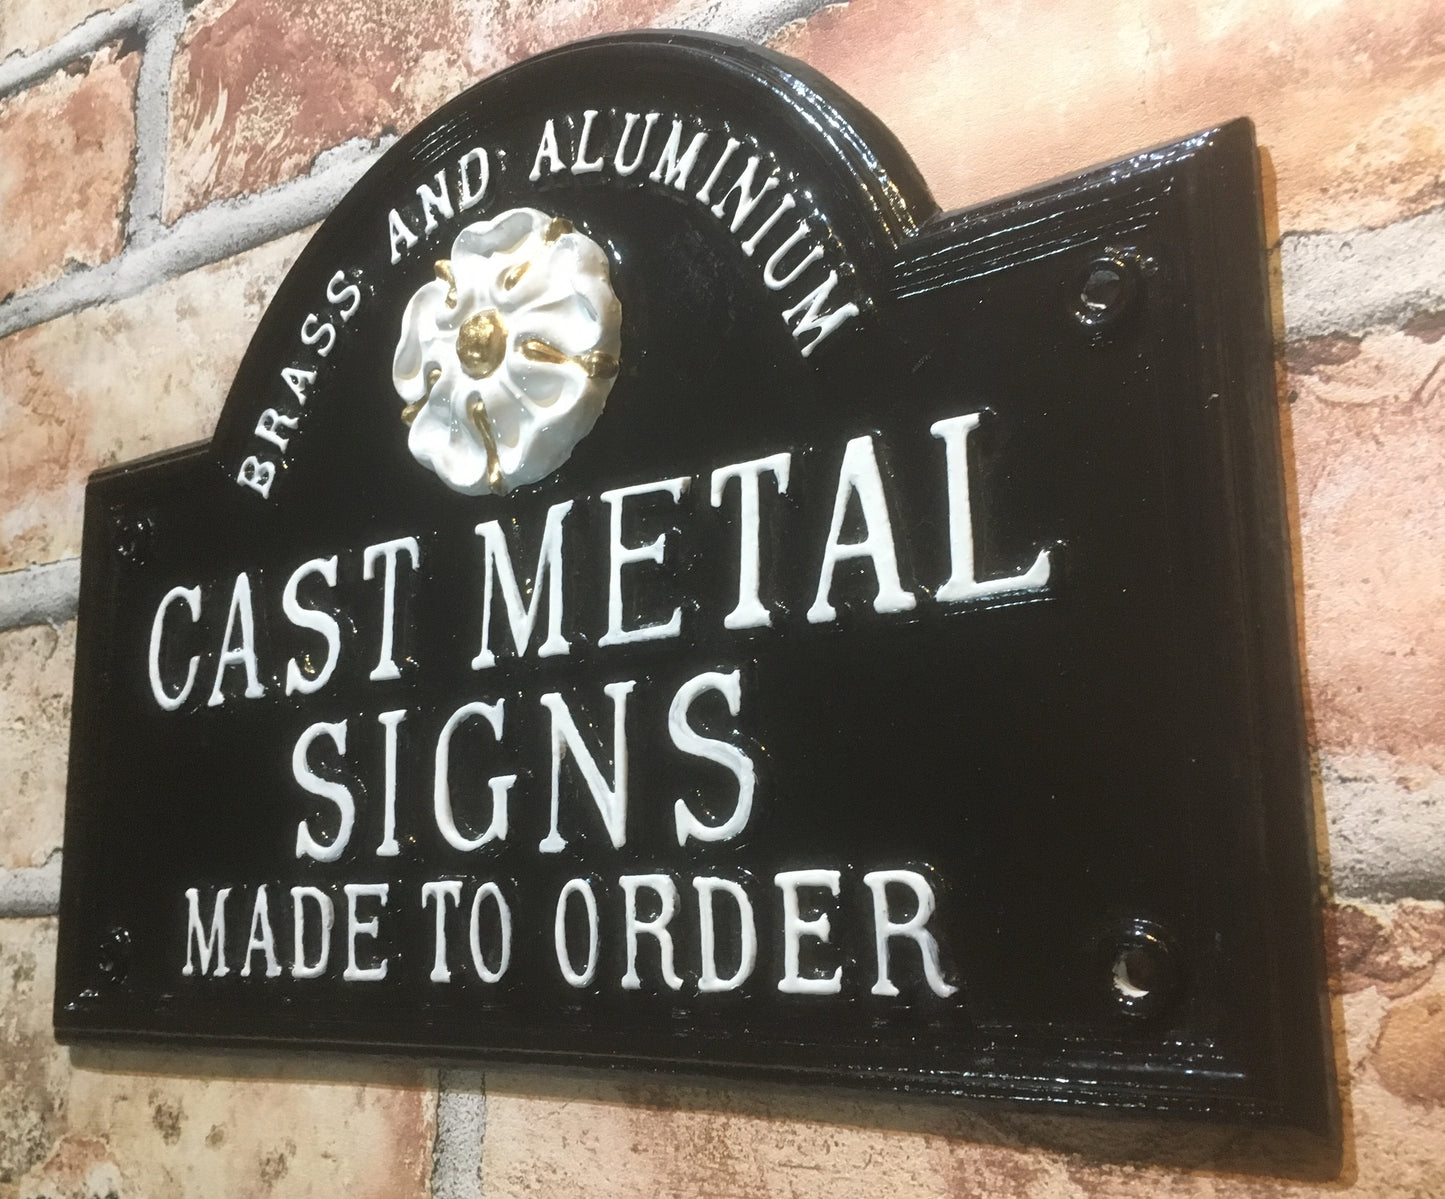 BRASS AND ALUMINIUM
CAST METAL
SIGNS
MADE TO ORDER